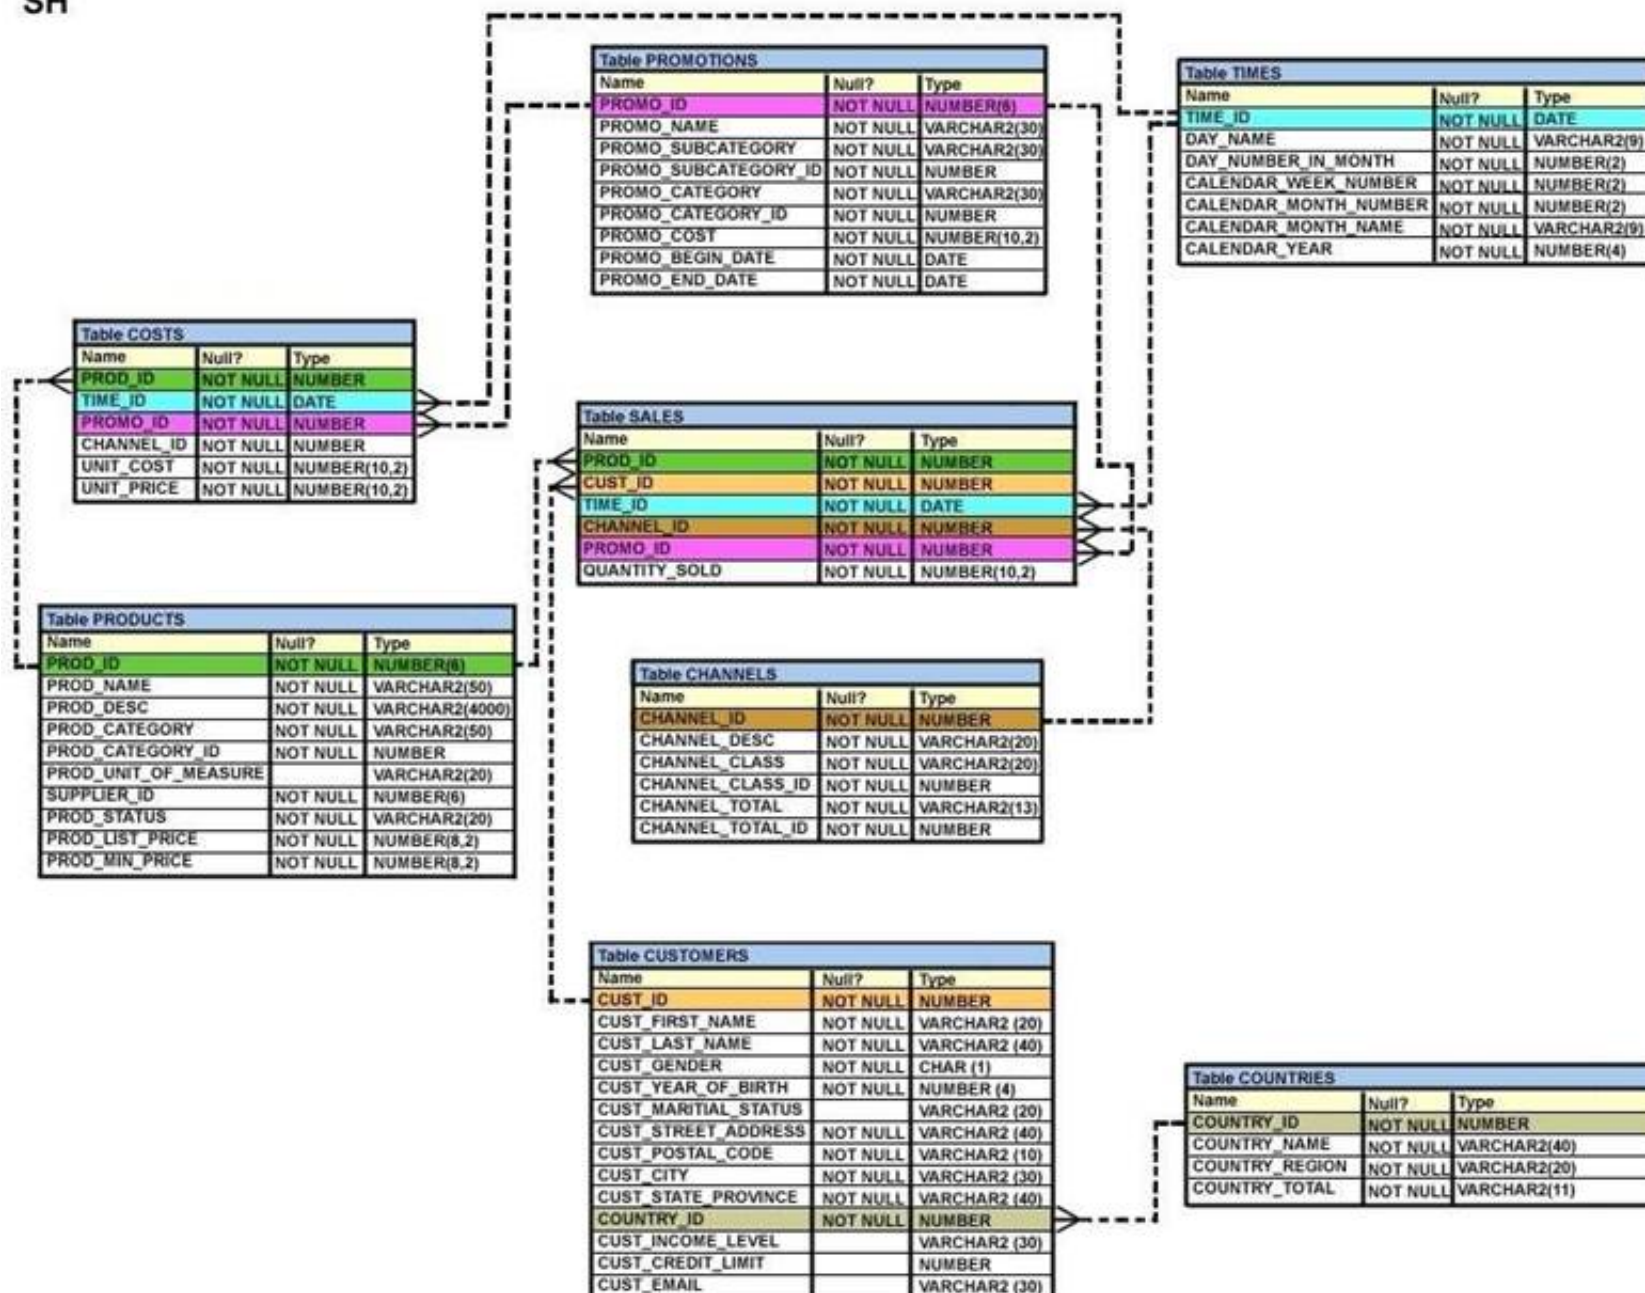 SH
Table PROMOTIONS
Name Null? Type
PROMO_ID NOT NULL NUMBER(6)
PROMO_NAME NOT NULL VARCHAR2(30)
PROMO_SUBCATEGORY NOT NULL VARCHAR2(30)
PROMO_SUBCATEGORY_ID NOT NULL NUMBER
PROMO_CATEGORY NOT NULL VARCHAR2(30)
PROMO_CATEGORY_ID NOT NULL NUMBER
PROMO_COST NOT NULL NUMBER(10,2)
PROMO_BEGIN_DATE NOT NULL DATE
PROMO_END_DATE NOT NULL DATE
Table TIMES
Name Null? Type
TIME_ID NOT NULL DATE
DAY_NAME NOT NULL VARCHAR2(9)
DAY_NUMBER_IN_MONTH NOT NULL NUMBER(2)
CALENDAR_WEEK_NUMBER NOT NULL NUMBER(2)
CALENDAR_MONTH_NUMBER NOT NULL NUMBER(2)
CALENDAR_MONTH_NAME NOT NULL VARCHAR2(9)
CALENDAR_YEAR NOT NULL NUMBER(4)
Table COSTS
Name Null? Type
PROD_ID NOT NULL NUMBER
TIME_ID NOT NULL DATE
PROMO_ID NOT NULL NUMBER
CHANNEL_ID NOT NULL NUMBER
UNIT_COST NOT NULL NUMBER(10,2)
UNIT_PRICE NOT NULL NUMBER(10,2)
Table SALES
Name Null? Type
PROD_ID NOT NULL NUMBER
CUST_ID NOT NULL NUMBER
TIME_ID NOT NULL DATE
CHANNEL_ID NOT NULL NUMBER
PROMO_ID NOT NULL NUMBER
QUANTITY_SOLD NOT NULL NUMBER(10,2)
Table PRODUCTS
Name Null? Type
PROD_ID NOT NULL NUMBER(6)
PROD_NAME NOT NULL VARCHAR2(50)
PROD_DESC NOT NULL VARCHAR2(4000)
PROD_CATEGORY NOT NULL VARCHAR2(50)
PROD_CATEGORY_ID NOT NULL NUMBER
PROD_UNIT_OF_MEASURE VARCHAR2(20)
SUPPLIER_ID NOT NULL NUMBER(6)
PROD_STATUS NOT NULL VARCHAR2(20)
PROD_LIST_PRICE NOT NULL NUMBER(8,2)
PROD_MIN_PRICE NOT NULL NUMBER(8,2)
Table CHANNELS
Name Null? Type
CHANNEL_ID NOT NULL NUMBER
CHANNEL_DESC NOT NULL VARCHAR2(20)
CHANNEL_CLASS NOT NULL VARCHAR2(20)
CHANNEL_CLASS_ID NOT NULL NUMBER
CHANNEL_TOTAL NOT NULL VARCHAR2(13)
CHANNEL_TOTAL_ID NOT NULL NUMBER
Table CUSTOMERS
Name Null? Type
CUST_ID NOT NULL NUMBER
CUST_FIRST_NAME NOT NULL VARCHAR2 (20)
CUST_LAST_NAME NOT NULL VARCHAR2 (40)
CUST_GENDER NOT NULL CHAR (1)
CUST_YEAR_OF_BIRTH NOT NULL NUMBER (4)
CUST_MARITIAL_STATUS VARCHAR2 (20)
CUST_STREET_ADDRESS NOT NULL VARCHAR2 (40)
CUST_POSTAL_CODE NOT NULL VARCHAR2 (10)
CUST_CITY NOT NULL VARCHAR2 (30)
CUST_STATE_PROVINCE NOT NULL VARCHAR2 (40)
COUNTRY_ID NOT NULL NUMBER
CUST_INCOME_LEVEL VARCHAR2 (30)
CUST_CREDIT_LIMIT NUMBER
CUST_EMAIL VARCHAR2 (30)
Table COUNTRIES
Name Null? Type
COUNTRY_ID NOT NULL NUMBER
COUNTRY_NAME NOT NULL VARCHAR2(40)
COUNTRY_REGION NOT NULL VARCHAR2(20)
COUNTRY_TOTAL NOT NULL VARCHAR2(11)